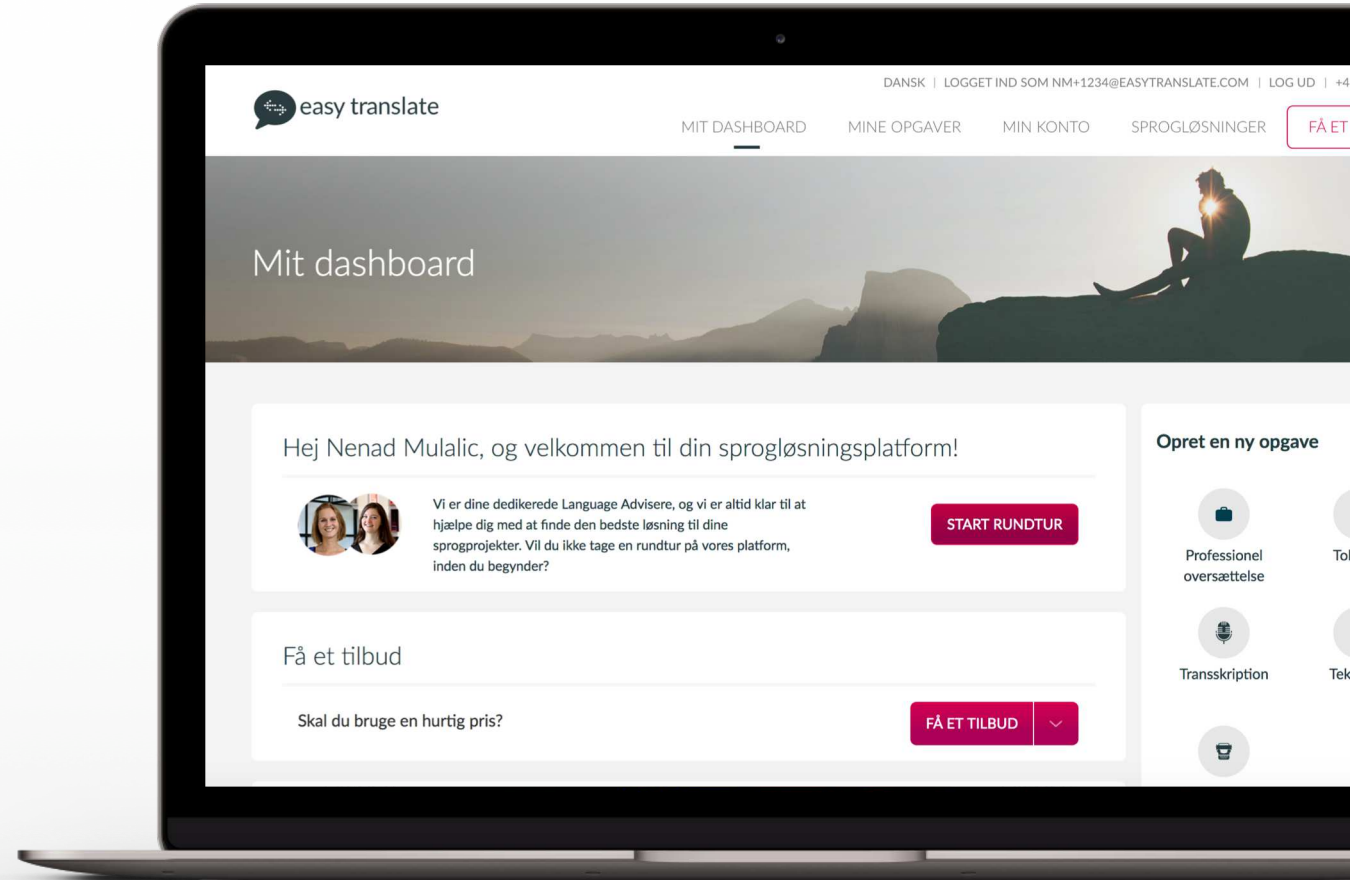 DANSK | LOGGET IND SOM NM+1234@EASYTRANSLATE.COM | LOG UD | +4
easy translate
MIT DASHBOARD MINE OPGAVER MIN KONTO SPROGLØSNINGER FÅ ET
Mit dashboard
Hej Nenad Mulalic, og velkommen til din sprogløsningsplatform!
Vi er dine dedikerede Language Advisere, og vi er altid klar til at
hjælpe dig med at finde den bedste løsning til dine
sprogprojekter. Vil du ikke tage en rundtur på vores platform,
inden du begynder?
START RUNDTUR
Få et tilbud
Skal du bruge en hurtig pris?
FÅ ET TILBUD
Opret en ny opgave
Professionel
oversættelse
Transskription